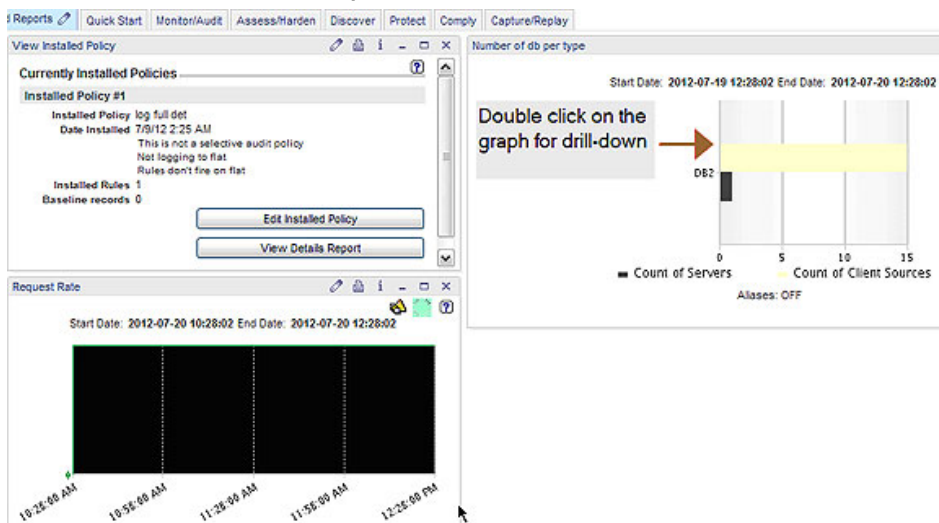 Reports Quick Start Monitor/Audit Assess/Harden Discover Protect Comply Capture/Replay
View Installed Policy
Currently Installed Policies
Installed Policy #1
Installed Policy log full det
Date Installed 7/9/12 2:25 AM
This is not a selective audit policy
Not logging to flat
Rules don't fire on flat
Installed Rules 1
Baseline records 0
Edit Installed Policy
View Details Report
Request Rate
Start Date: 2012-07-20 10:28:02 End Date: 2012-07-20 12:28:02
10:28:00 AM 10:58:00 AM 11:28:00 AM 11:58:00 AM 12:28:00 PM
Number of db per type
Start Date: 2012-07-19 12:28:02 End Date: 2012-07-20 12:28:02
Double click on the
graph for drill-down
DB2
0 5 10 15
Count of Servers Count of Client Sources
Aliases: OFF